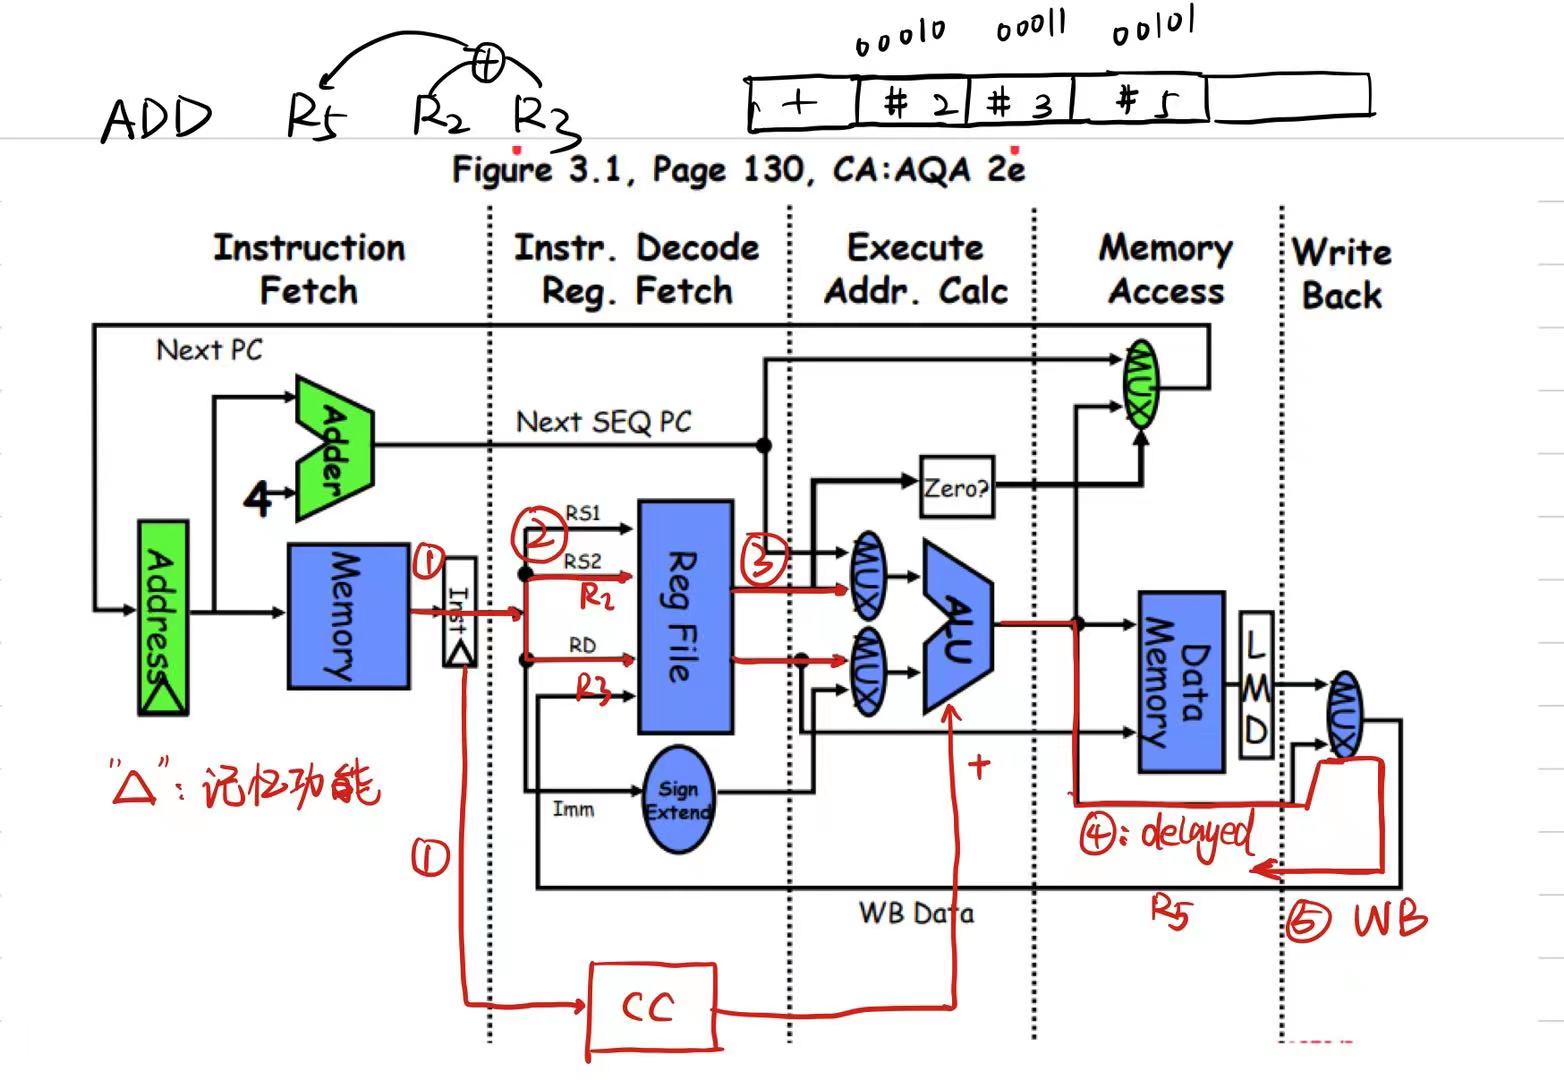 00010 00011 00101
ADD R5 R2 + R3
+ # 2 # 3 # 5
Figure 3.1, Page 130, CA:AQA 2e
Instruction Fetch
Instr. Decode Reg. Fetch
Execute Addr. Calc
Memory Access
Write Back
Next PC
Adder
4
Next SEQ PC
MUX
Zero?
Address
Memory
①
Inst
②
RS1
RS2
R2
RD
R3
Reg File
③
MUX
MUX
ALU
Data Memory
LMD
MUX
"△": 记忆功能
Imm
Sign Extend
+
④: delayed
①
WB Data
R5
⑤ WB
CC